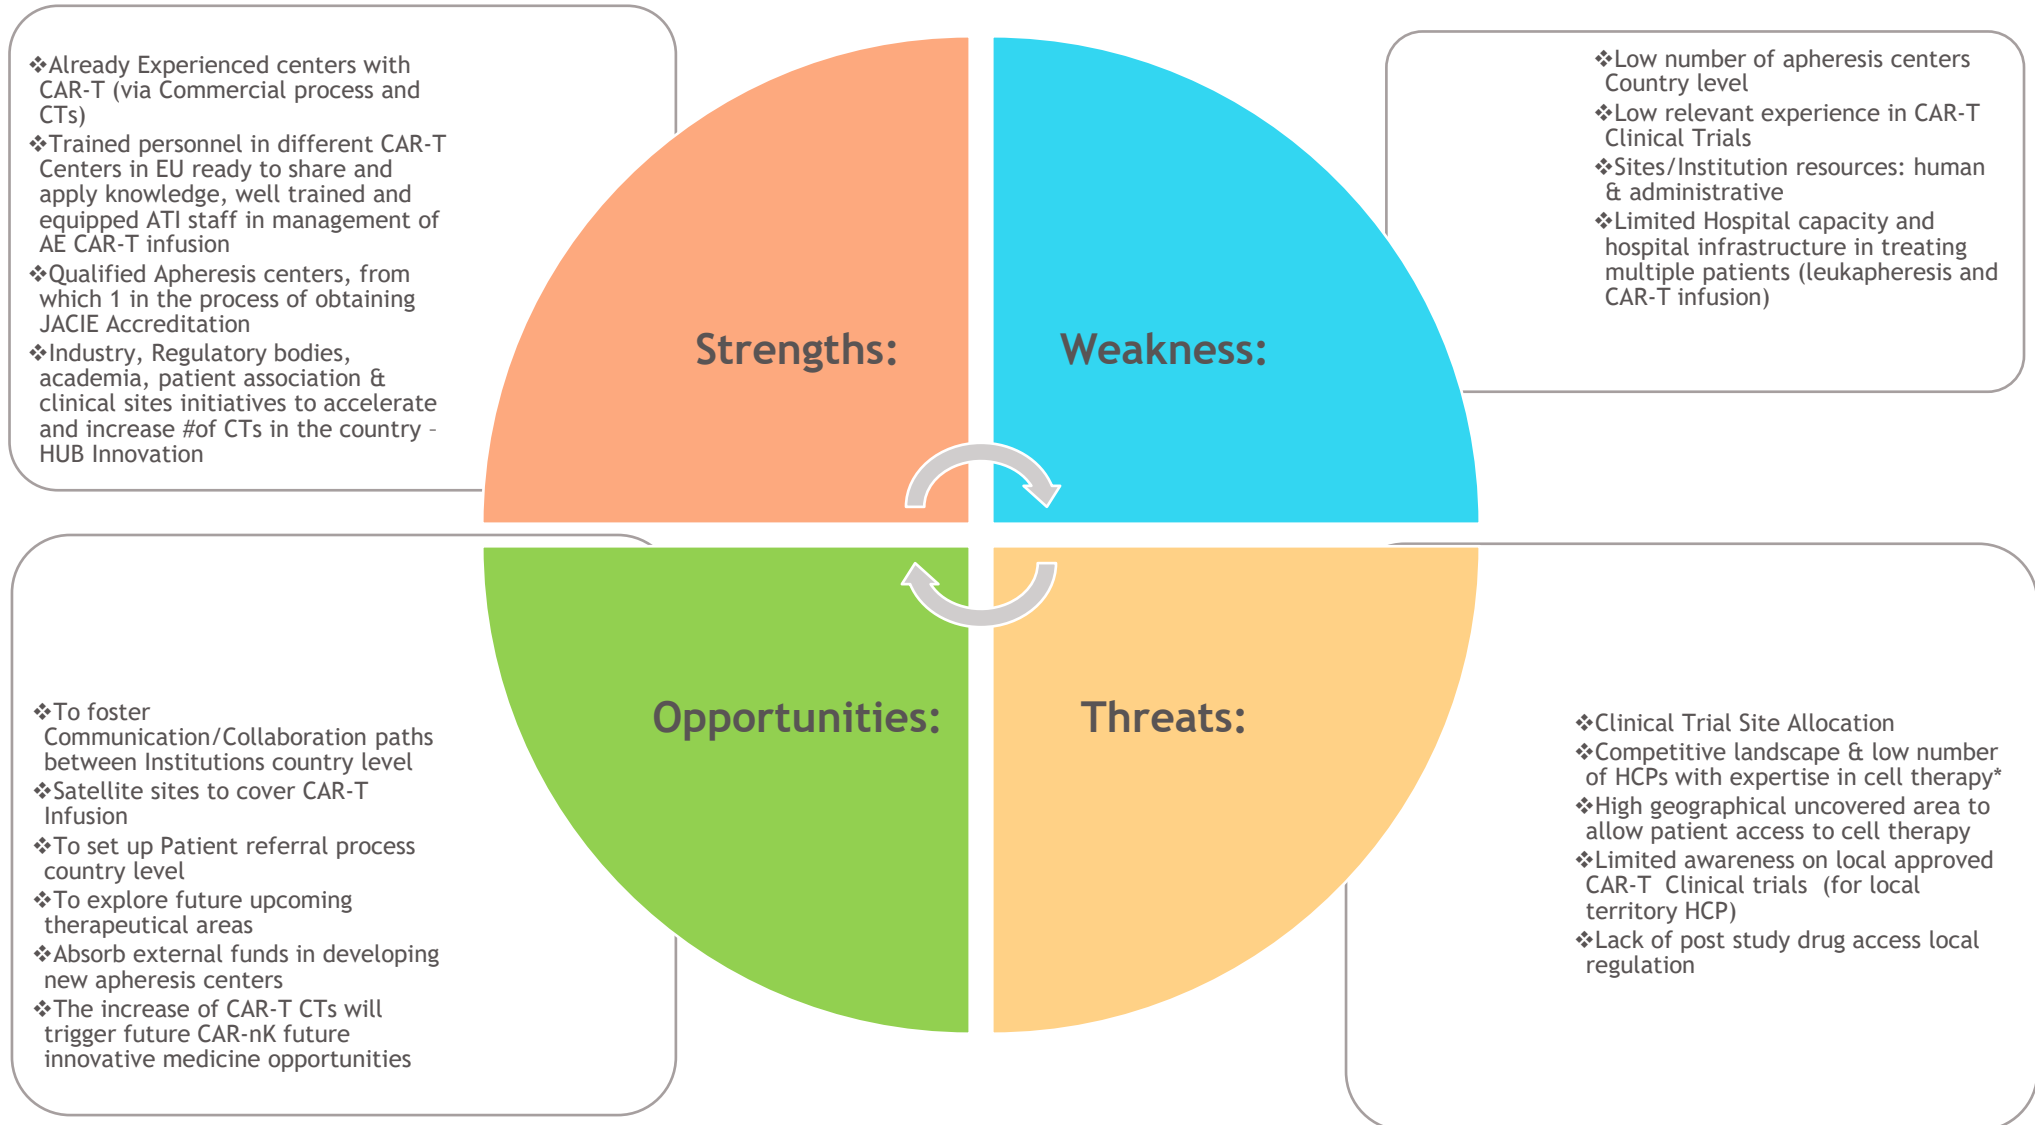 ❖Already Experienced centers with
CAR-T (via Commercial process and
CTs)
❖Trained personnel in different CAR-T
Centers in EU ready to share and
apply knowledge, well trained and
equipped ATI staff in management of
AE CAR-T infusion
❖Qualified Apheresis centers, from
which 1 in the process of obtaining
JACIE Accreditation
❖Industry, Regulatory bodies,
academia, patient association &
clinical sites initiatives to accelerate
and increase #of CTs in the country –
HUB Innovation
Strengths:
Weakness:
❖Low number of apheresis centers
Country level
❖Low relevant experience in CAR-T
Clinical Trials
❖Sites/Institution resources: human
& administrative
❖Limited Hospital capacity and
hospital infrastructure in treating
multiple patients (leukapheresis and
CAR-T infusion)
❖To foster
Communication/Collaboration paths
between Institutions country level
❖Satellite sites to cover CAR-T
Infusion
❖To set up Patient referral process
country level
❖To explore future upcoming
therapeutical areas
❖Absorb external funds in developing
new apheresis centers
❖The increase of CAR-T CTs will
trigger future CAR-nK future
innovative medicine opportunities
Opportunities:
Threats:
❖Clinical Trial Site Allocation
❖Competitive landscape & low number
of HCPs with expertise in cell therapy*
❖High geographical uncovered area to
allow patient access to cell therapy
❖Limited awareness on local approved
CAR-T Clinical trials (for local
territory HCP)
❖Lack of post study drug access local
regulation